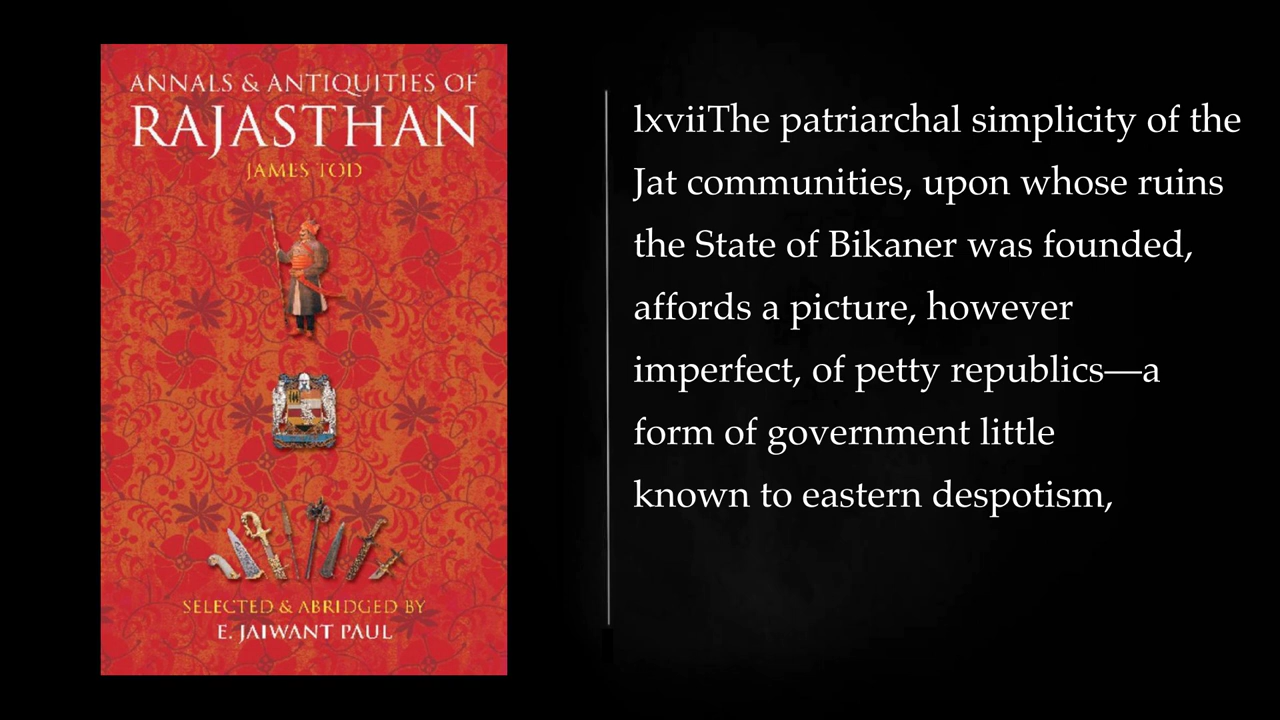 ANNALS & ANTIQUITIES OF
RAJASTHAN
JAMES TOD
SELECTED & ABRIDGED BY
E. JAIWANT PAUL
lxviiThe patriarchal simplicity of the
Jat communities, upon whose ruins
the State of Bikaner was founded,
affords a picture, however
imperfect, of petty republics—a
form of government little
known to eastern despotism,